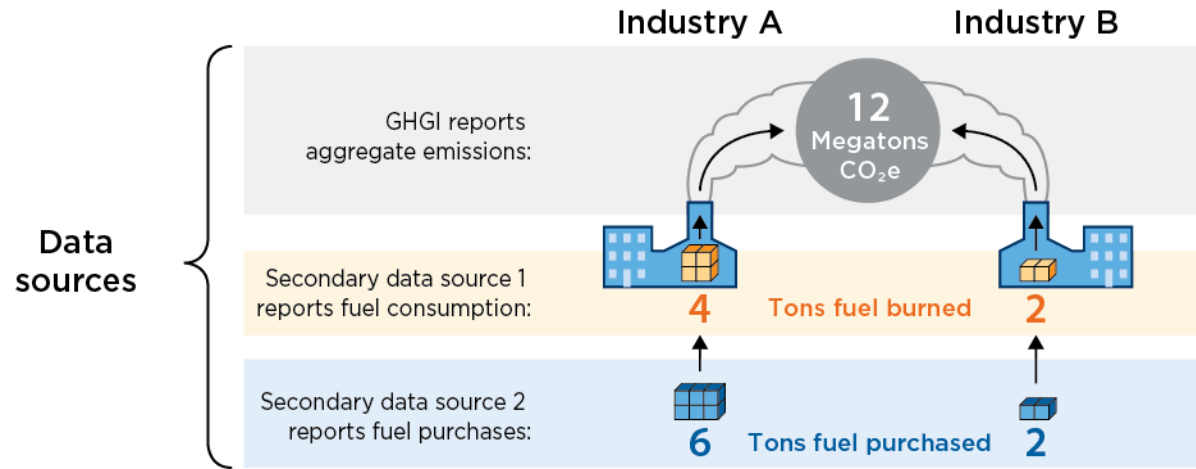 Industry A
Industry B
Data
sources
GHGI reports
aggregate emissions:
12
Megatons
CO₂e
Secondary data source 1
reports fuel consumption:
4
Tons fuel burned
2
Secondary data source 2
reports fuel purchases:
6
Tons fuel purchased
2